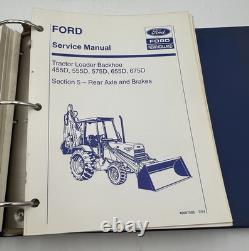 FORD
Service Manual
Ford
FORD
NEW HOLLAND
Tractor Loader Backhoe
455D, 555D, 575D, 655D, 675D
Section 5 – Rear Axle and Brakes